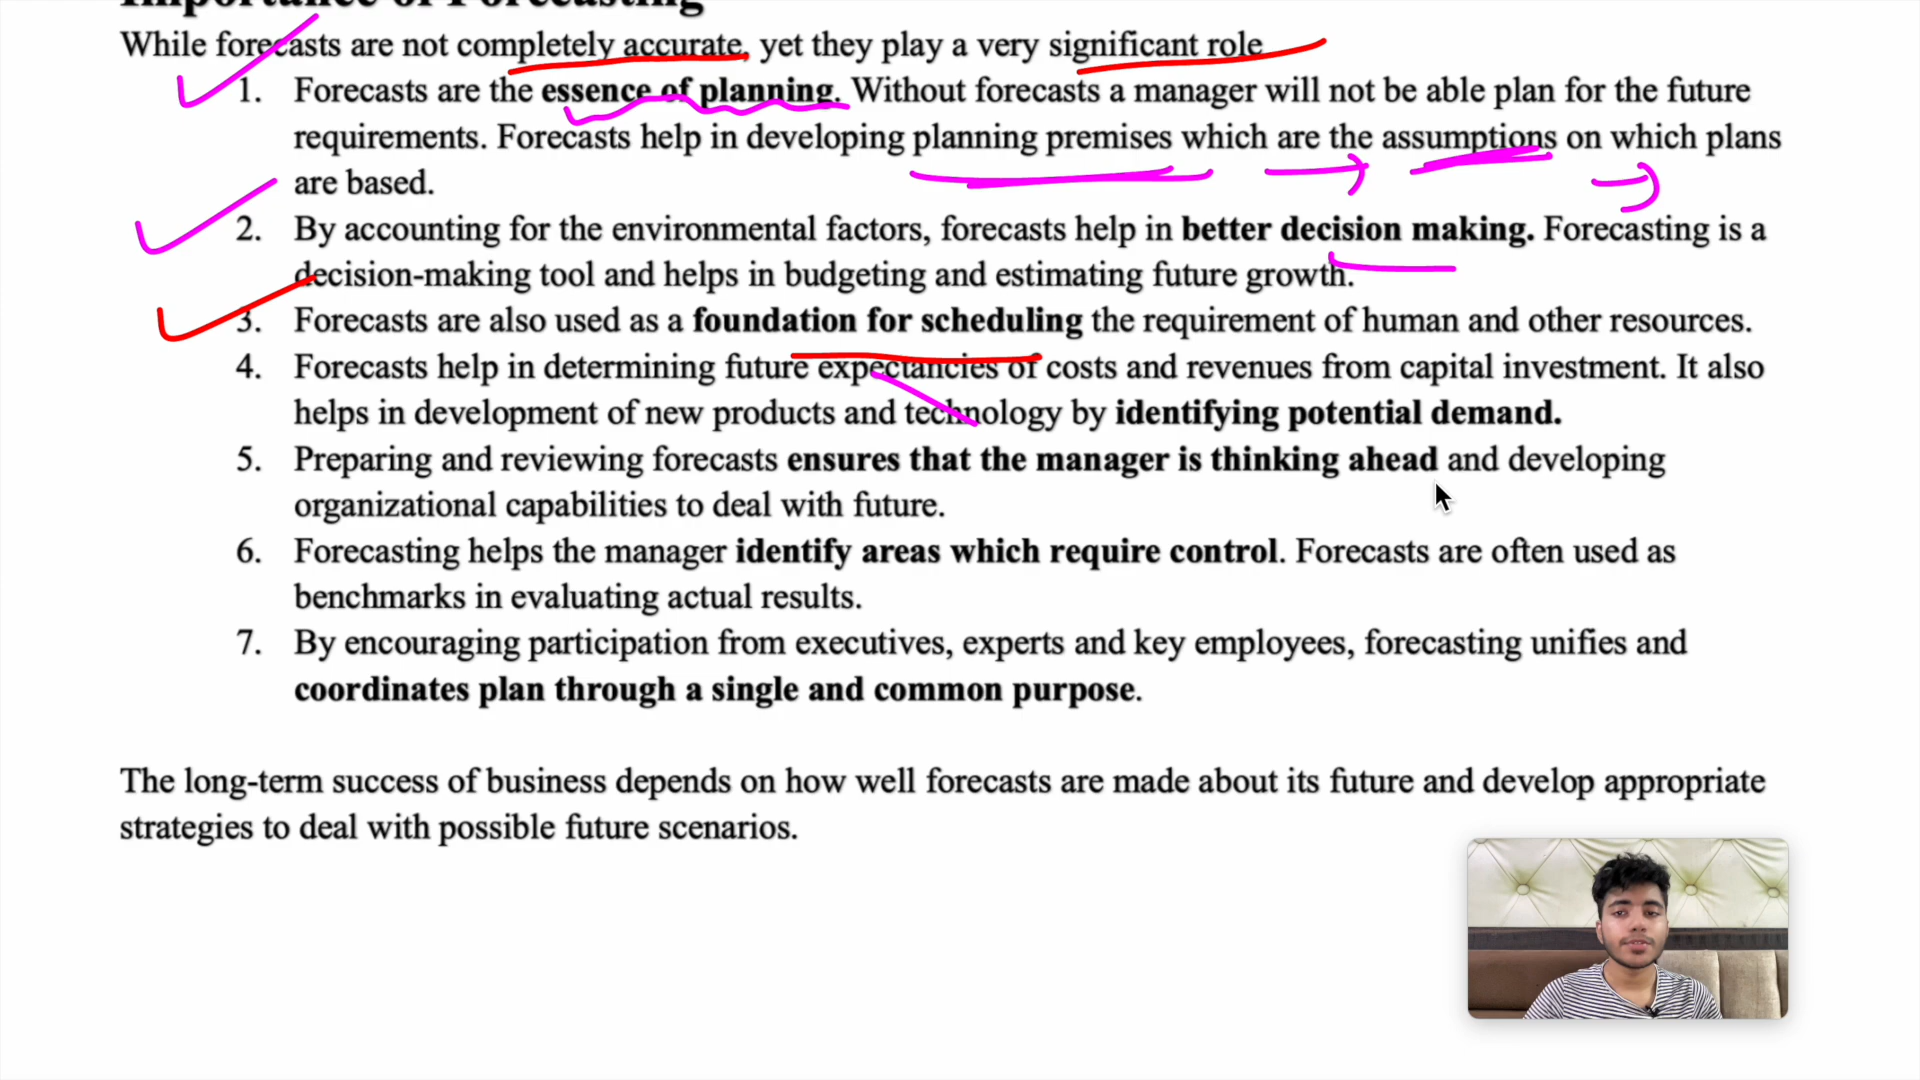 Importance of Forecasting
While forecasts are not completely accurate, yet they play a very significant role
1. Forecasts are the essence of planning. Without forecasts a manager will not be able plan for the future
requirements. Forecasts help in developing planning premises which are the assumptions on which plans
are based.
2. By accounting for the environmental factors, forecasts help in better decision making. Forecasting is a
decision-making tool and helps in budgeting and estimating future growth.
3. Forecasts are also used as a foundation for scheduling the requirement of human and other resources.
4. Forecasts help in determining future expectancies of costs and revenues from capital investment. It also
helps in development of new products and technology by identifying potential demand.
5. Preparing and reviewing forecasts ensures that the manager is thinking ahead and developing
organizational capabilities to deal with future.
6. Forecasting helps the manager identify areas which require control. Forecasts are often used as
benchmarks in evaluating actual results.
7. By encouraging participation from executives, experts and key employees, forecasting unifies and
coordinates plan through a single and common purpose.
The long-term success of business depends on how well forecasts are made about its future and develop appropriate
strategies to deal with possible future scenarios.